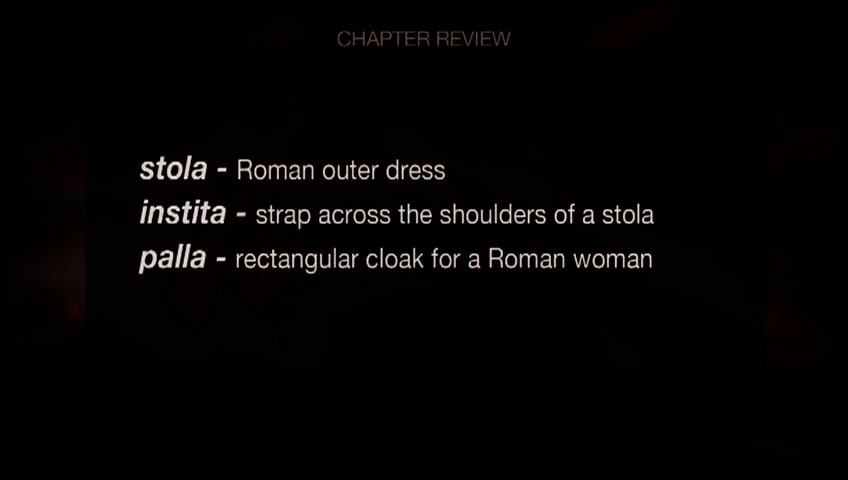 CHAPTER REVIEW
stola - Roman outer dress
instita - strap across the shoulders of a stola
palla - rectangular cloak for a Roman woman